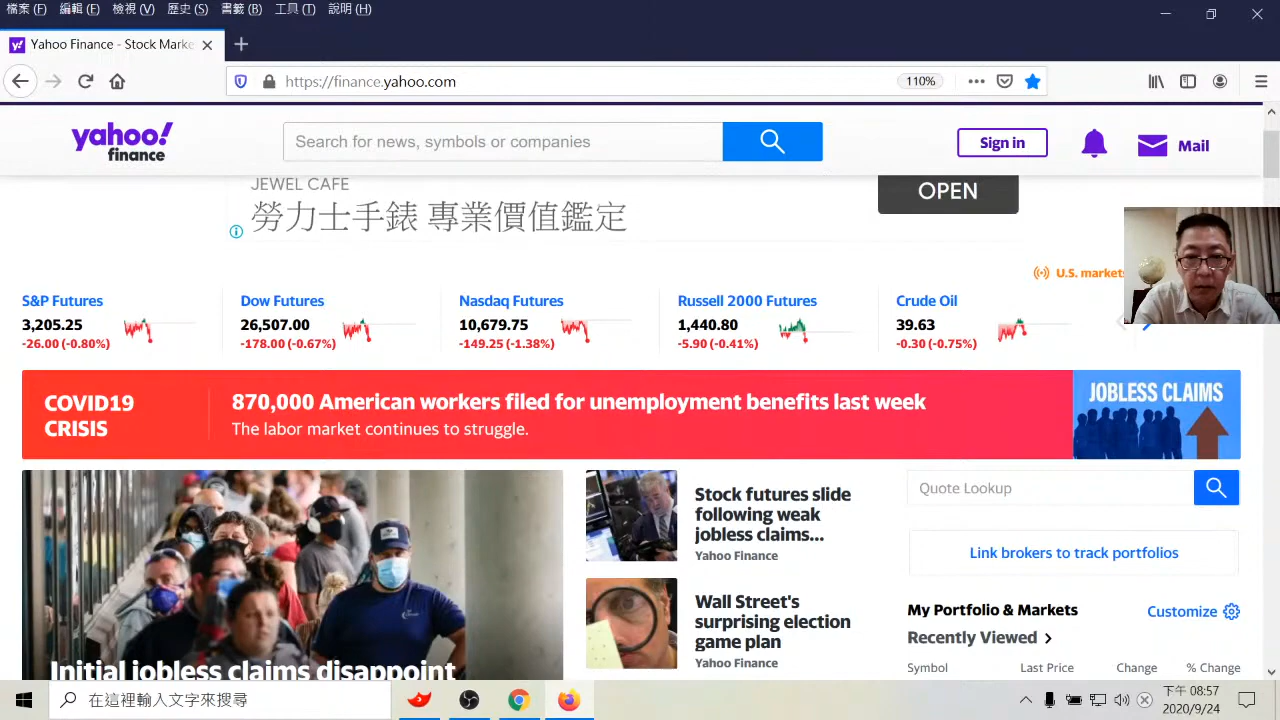 檔案(F) 編輯(E) 檢視(V) 歷史(S) 書籤(B) 工具(T) 說明(H)
Yahoo Finance - Stock Marke
https://finance.yahoo.com
110%
yahoo!
finance
Search for news, symbols or companies
Sign in
Mail
JEWEL CAFE
勞力士手錶 專業價值鑑定
OPEN
U.S. markets
S&P Futures
3,205.25
-26.00 (-0.80%)
Dow Futures
26,507.00
-178.00 (-0.67%)
Nasdaq Futures
10,679.75
-149.25 (-1.38%)
Russell 2000 Futures
1,440.80
-5.90 (-0.41%)
Crude Oil
39.63
-0.30 (-0.75%)
COVID19
CRISIS
870,000 American workers filed for unemployment benefits last week
The labor market continues to struggle.
JOBLESS CLAIMS
Initial jobless claims disappoint
Stock futures slide
following weak
jobless claims...
Yahoo Finance
Wall Street's
surprising election
game plan
Yahoo Finance
Quote Lookup
Link brokers to track portfolios
My Portfolio & Markets
Customize
Recently Viewed
Symbol Last Price Change % Change
在這裡輸入文字來搜尋
下午 08:57
2020/9/24